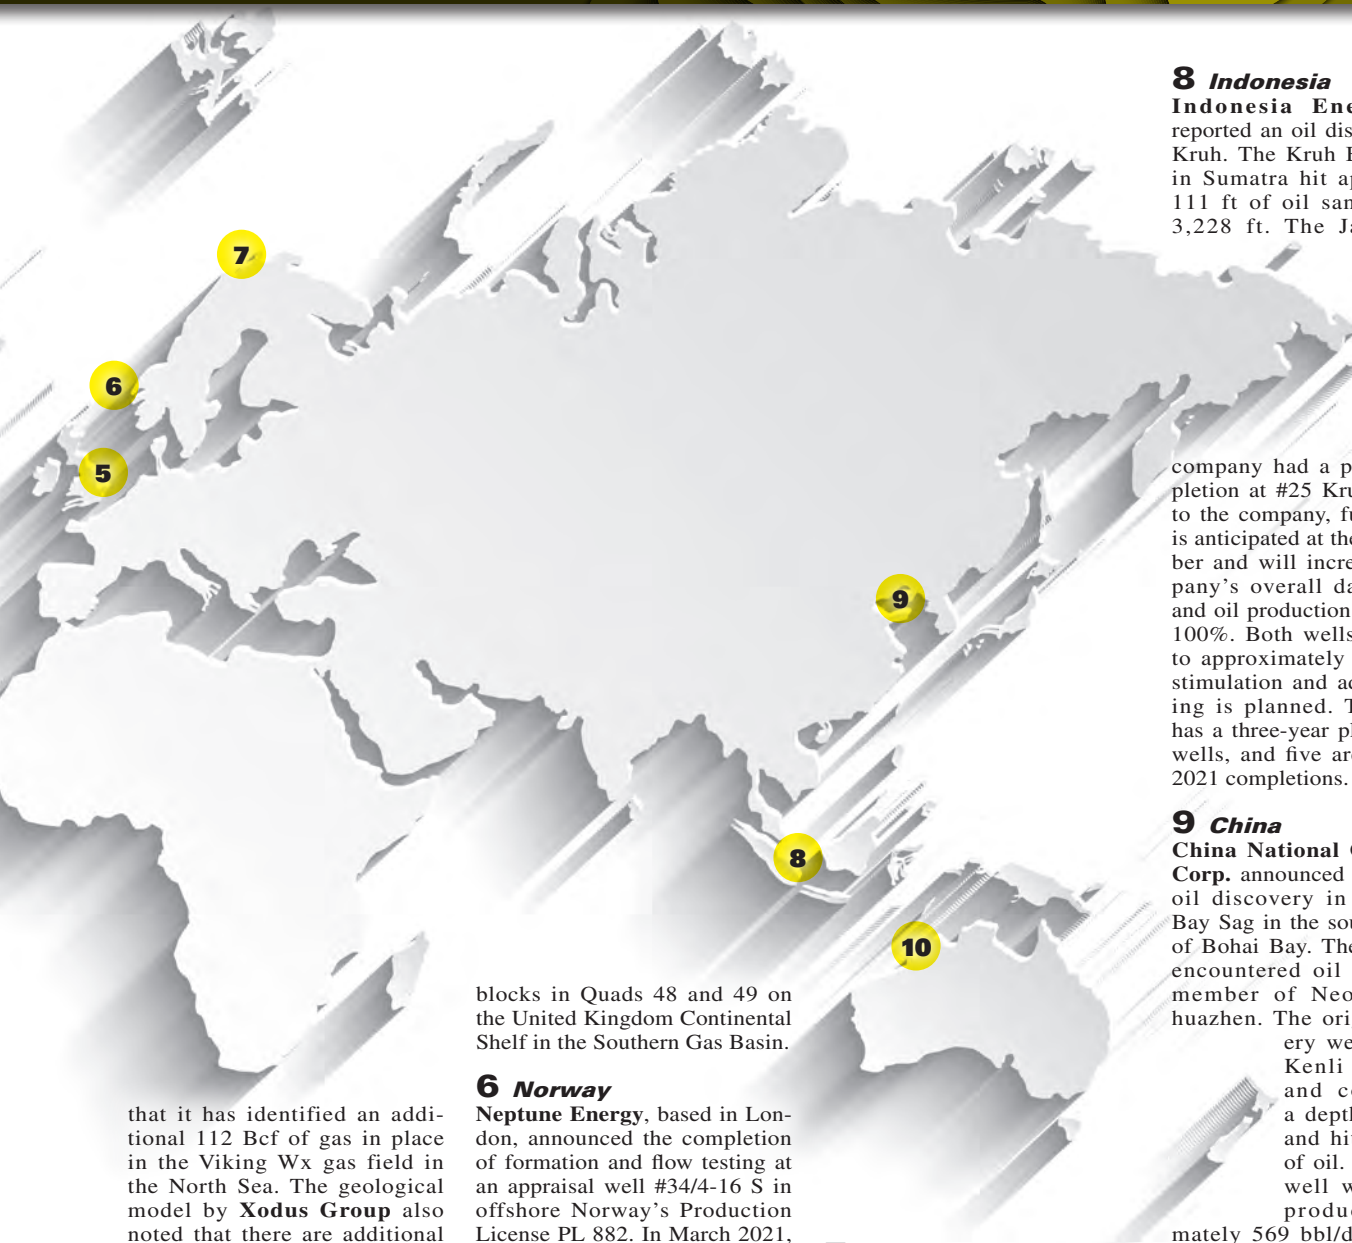 7
6
5
9
8
10
that it has identified an addi-
tional 112 Bcf of gas in place
in the Viking Wx gas field in
the North Sea. The geological
model by Xodus Group also
noted that there are additional
blocks in Quads 48 and 49 on
the United Kingdom Continental
Shelf in the Southern Gas Basin.
6 Norway
Neptune Energy, based in Lon-
don, announced the completion
of formation and flow testing at
an appraisal well #34/4-16 S in
offshore Norway's Production
License PL 882. In March 2021,
8 Indonesia
Indonesia Ene
reported an oil dis
Kruh. The Kruh
in Sumatra hit ap
111 ft of oil san
3,228 ft. The Ja
company had a p
pletion at #25 Kru
to the company, fu
is anticipated at the
ber and will incre
pany's overall da
and oil production
100%. Both wells
to approximately
stimulation and ad
ing is planned. T
has a three-year pl
wells, and five are
2021 completions.
9 China
China National
Corp. announced
oil discovery in
Bay Sag in the sou
of Bohai Bay. The
encountered oil
member of Neo
huazhen. The ori
ery we
Kenli
and co
a depth
and hit
of oil.
well w
produc
mately 569 bbl/d